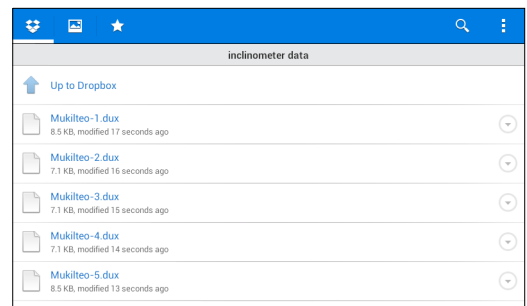 inclinometer data
Up to Dropbox
Mukilteo-1.dux
8.5 KB, modified 17 seconds ago
Mukilteo-2.dux
7.1 KB, modified 16 seconds ago
Mukilteo-3.dux
7.1 KB, modified 15 seconds ago
Mukilteo-4.dux
7.1 KB, modified 14 seconds ago
Mukilteo-5.dux
8.5 KB, modified 13 seconds ago